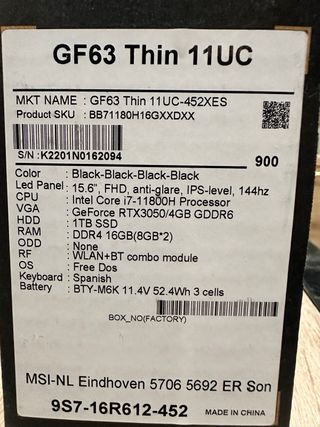 GF63 Thin 11UC
MKT NAME : GF63 Thin 11UC-452XES
Product SKU : BB71180H16GXXDXX
S/N : K2201N0162094
900
Color : Black-Black-Black-Black
Led Panel : 15.6", FHD, anti-glare, IPS-level, 144hz
CPU : Intel Core i7-11800H Processor
VGA : GeForce RTX3050/4GB GDDR6
HDD : 1TB SSD
RAM : DDR4 16GB(8GB*2)
ODD : None
RF : WLAN+BT combo module
OS : Free Dos
Keyboard : Spanish
Battery : BTY-M6K 11.4V 52.4Wh 3 cells
BOX_NO(FACTORY)
MSI-NL Eindhoven 5706 5692 ER Son
9S7-16R612-452
MADE IN CHINA